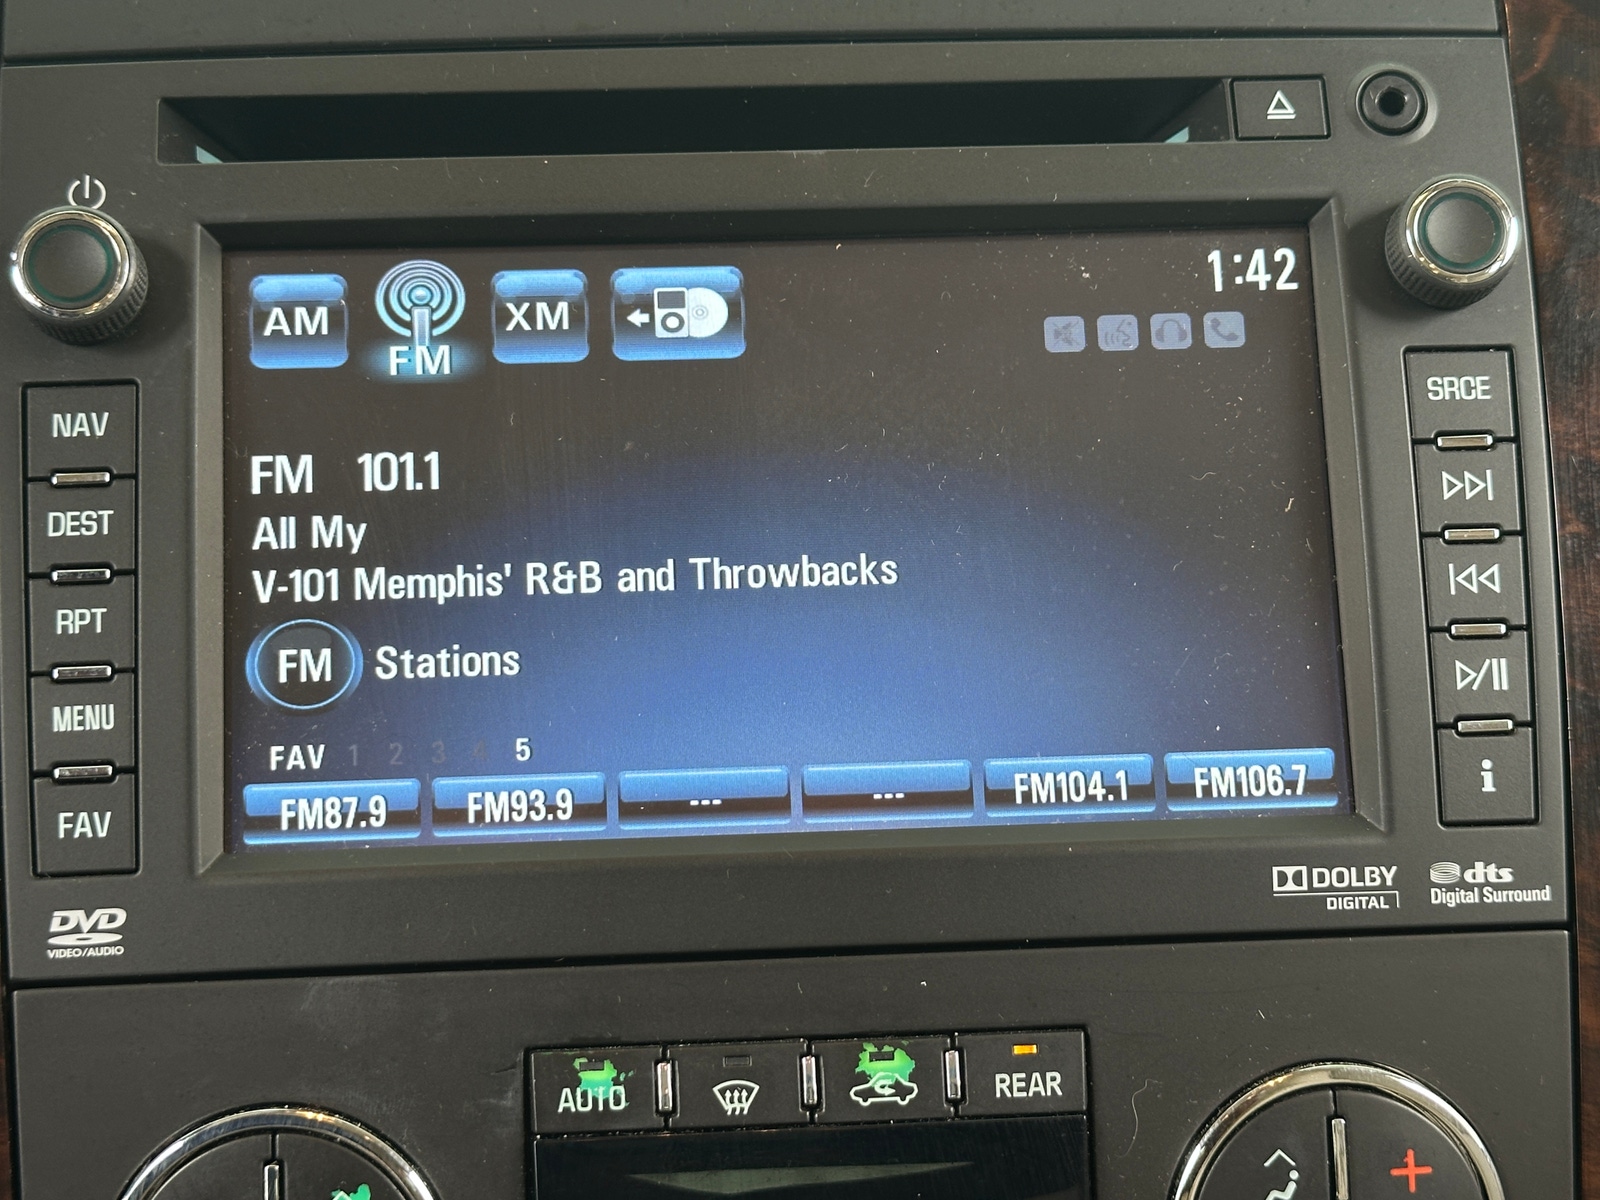 AM FM XM 1:42
NAV
DEST
RPT
MENU
FAV
FM 101.1
All My
V-101 Memphis' R&B and Throwbacks
FM Stations
FAV 1 2 3 4 5
FM87.9 FM93.9 --- --- FM104.1 FM106.7
SRCE
i
DVD
VIDEO/AUDIO
DOLBY
DIGITAL
dts
Digital Surround
AUTO
REAR